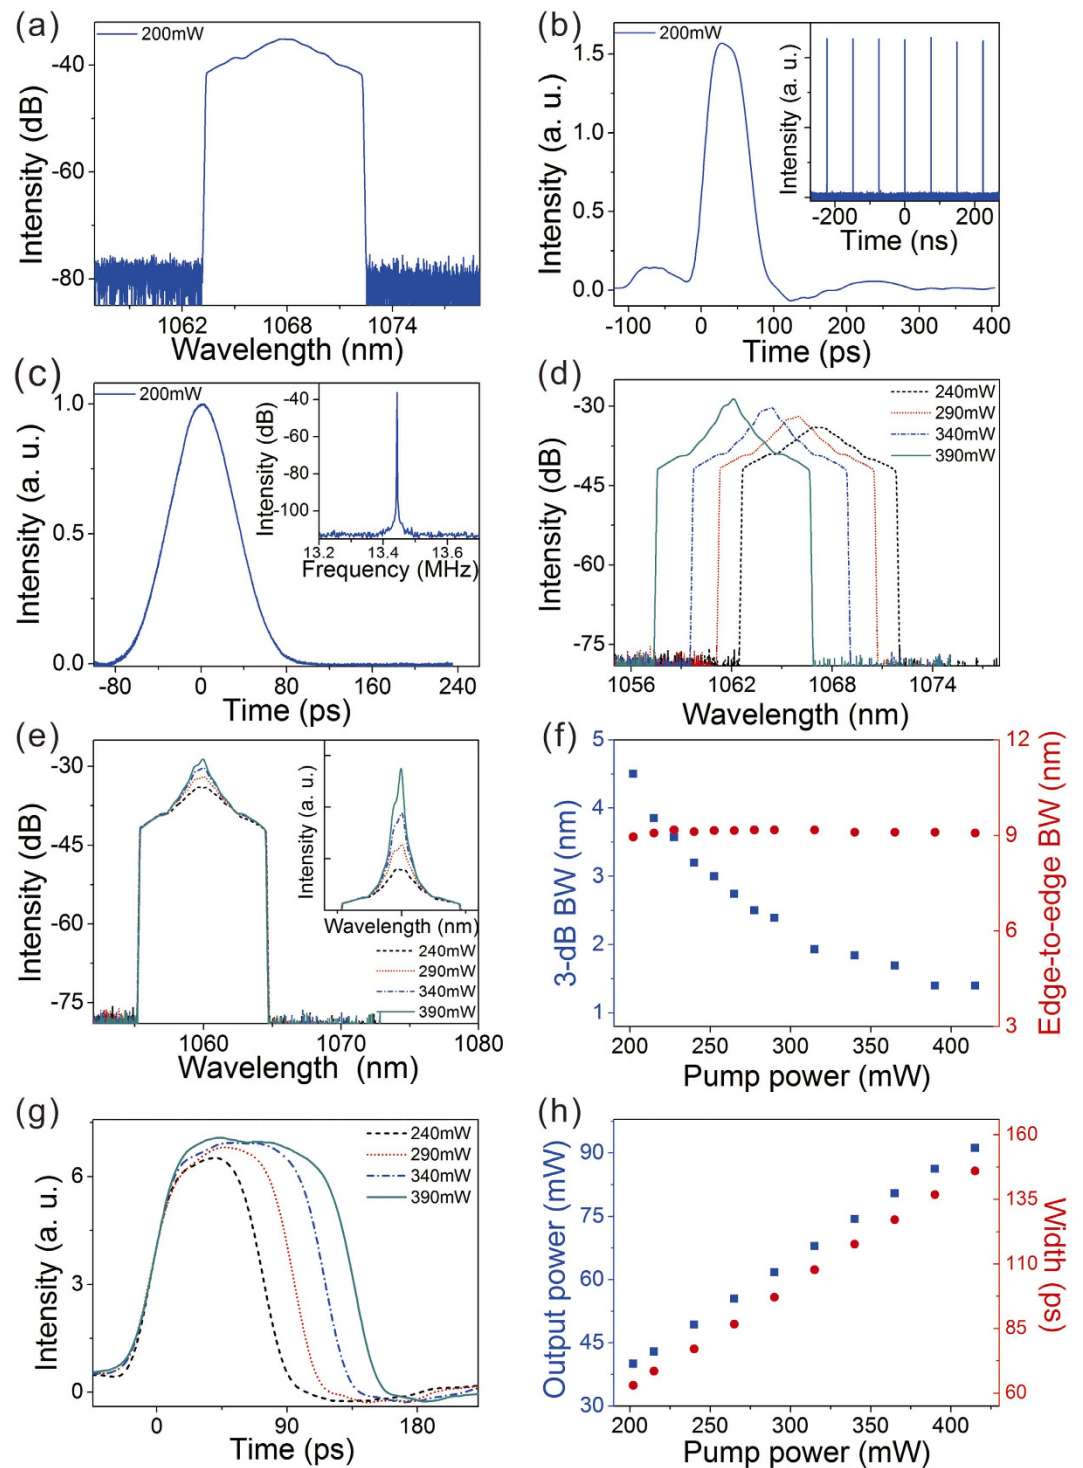 (a)
200mW
-40
-60
-80
Intensity (dB)
1062 1068 1074
Wavelength (nm)
(b)
200mW
1.5
1.0
0.5
0.0
Intensity (a. u.)
-100 0 100 200 300 400
Time (ps)
Intensity (a. u.)
-200 0 200
Time (ns)
(c)
200mW
1.0
0.5
0.0
Intensity (a. u.)
-80 0 80 160 240
Time (ps)
-40
-60
-80
-100
Intensity (dB)
13.2 13.4 13.6
Frequency (MHz)
(d)
240mW
290mW
340mW
390mW
-30
-45
-60
-75
Intensity (dB)
1056 1062 1068 1074
Wavelength (nm)
(e)
-30
-45
-60
-75
Intensity (dB)
1060 1070 1080
Wavelength (nm)
Intensity (a. u.)
Wavelength (nm)
240mW
290mW
340mW
390mW
(f)
5
4
3
2
1
3-dB BW (nm)
12
9
6
3
Edge-to-edge BW (nm)
200 250 300 350 400
Pump power (mW)
(g)
240mW
290mW
340mW
390mW
6
3
0
Intensity (a. u.)
0 90 180
Time (ps)
(h)
90
75
60
45
30
Output power (mW)
160
135
110
85
60
Width (ps)
200 250 300 350 400
Pump power (mW)